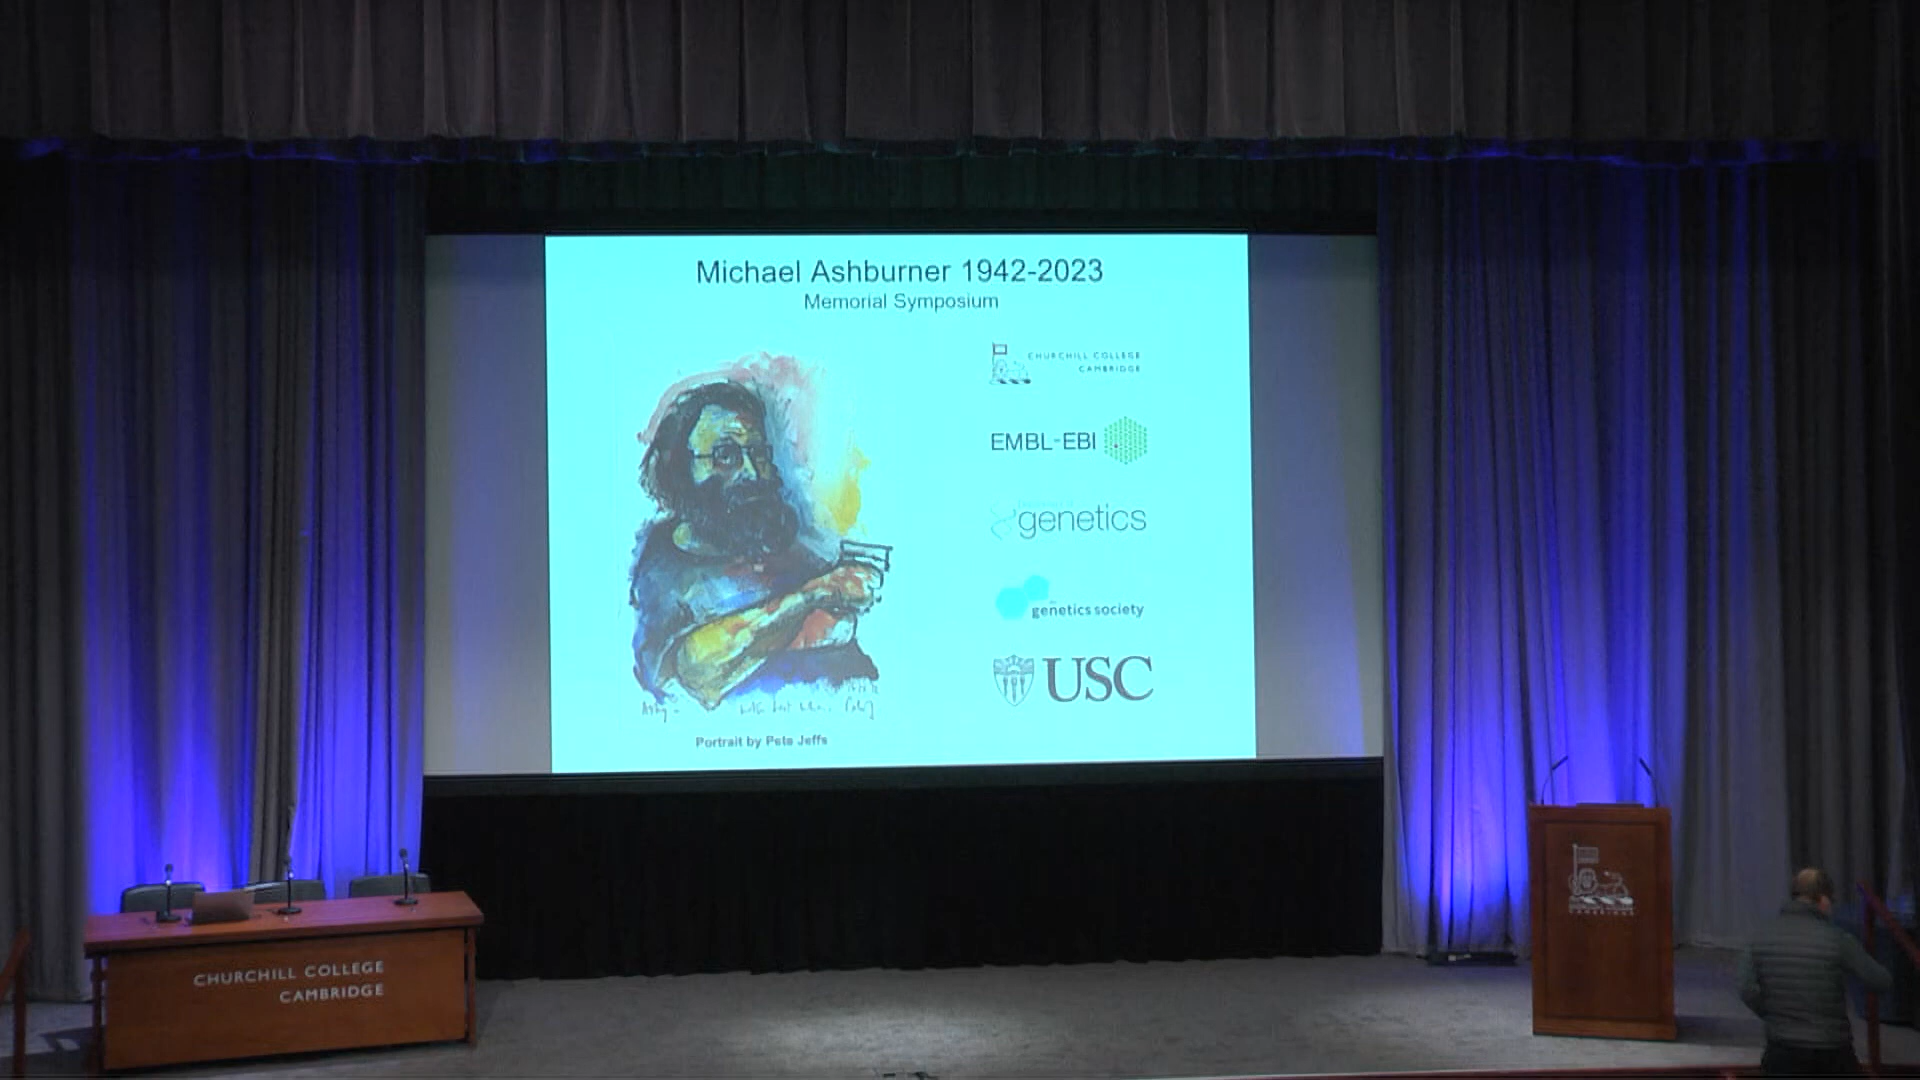 Michael Ashburner 1942-2023
Memorial Symposium
CHURCHILL COLLEGE
CAMBRIDGE
EMBL-EBI
genetics
genetics society
USC
Portrait by Pete Jeffs
CHURCHILL COLLEGE
CAMBRIDGE
CAMBRIDGE